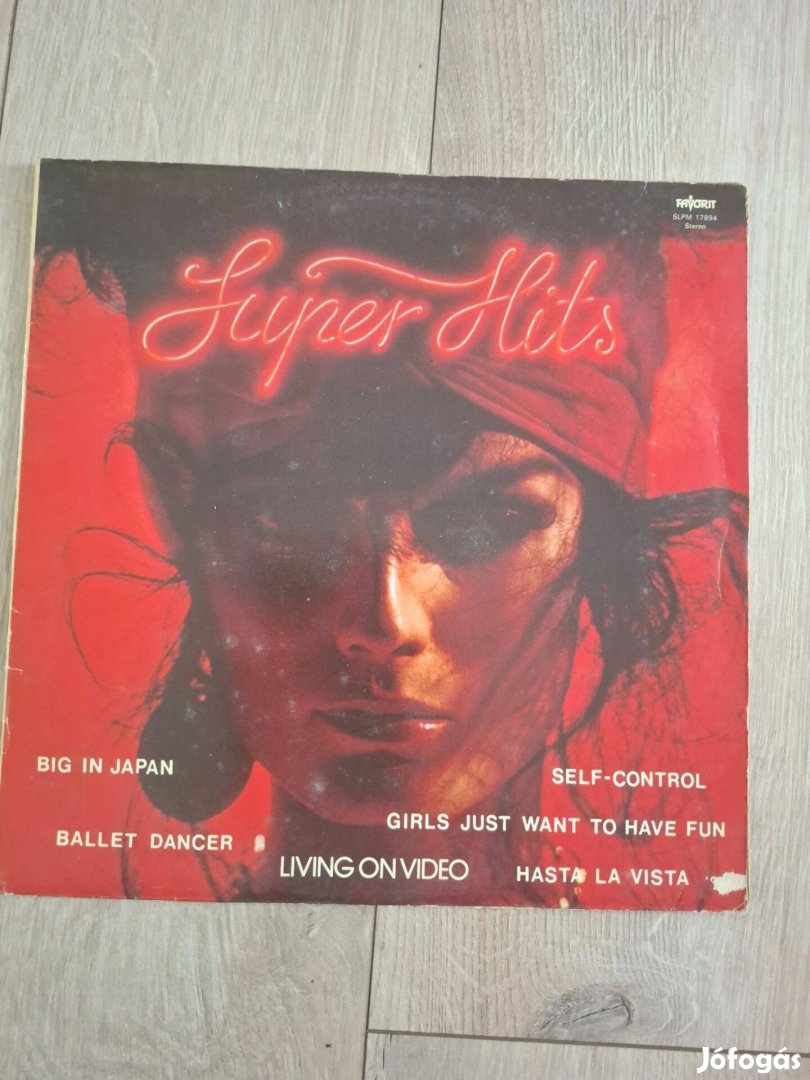 FAVORIT
SLPM 17894
Stereo
Super Hits
BIG IN JAPAN
SELF-CONTROL
GIRLS JUST WANT TO HAVE FUN
BALLET DANCER
LIVING ON VIDEO
HASTA LA VISTA
Jófogás